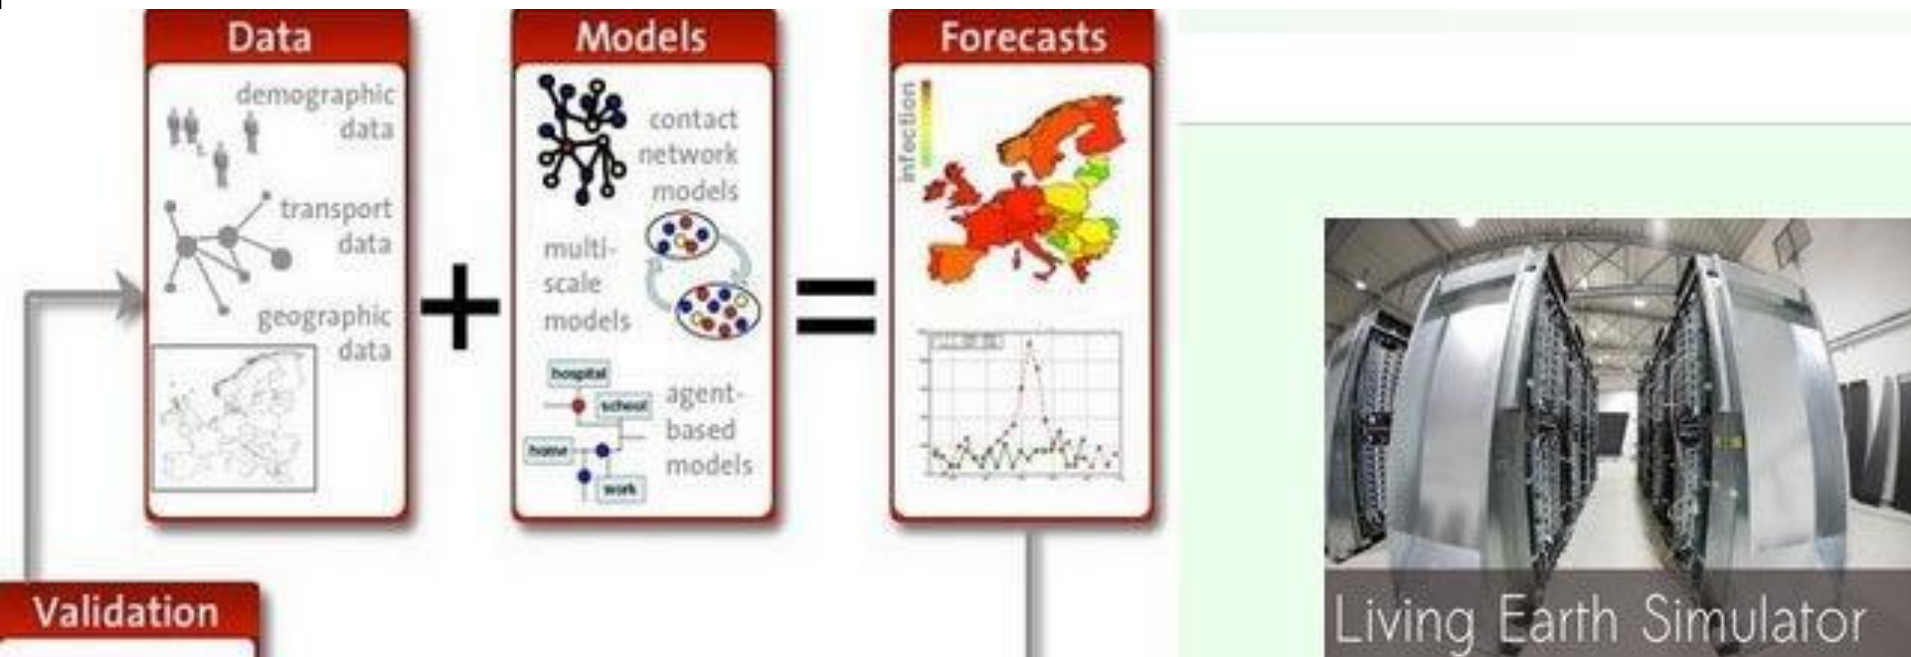 Data
demographic
data
transport
data
geographic
data
Models
contact
network
models
multi-
scale
models
hospital
school
home
work
agent-
based
models
Forecasts
infection
Validation
Living Earth Simulator